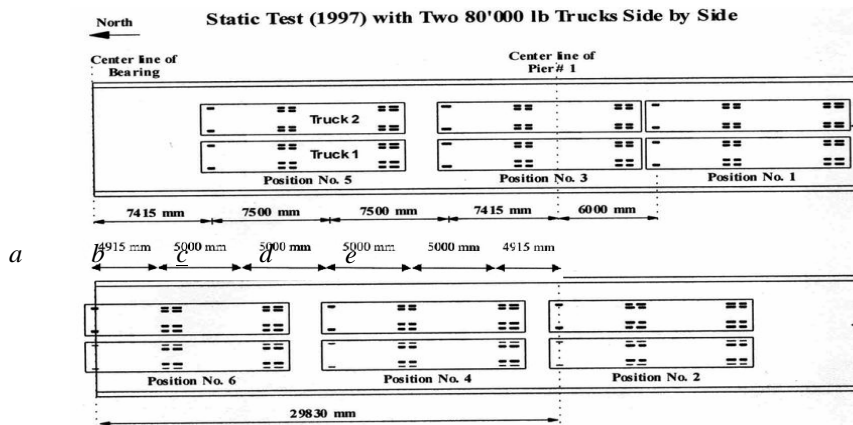 Static Test (1997) with Two 80'000 lb Trucks Side by Side
North
Center line of
Bearing
Center line of
Pier # 1
Truck 2
Truck 1
Position No. 5
Position No. 3
Position No. 1
7415 mm
7500 mm
7500 mm
7415 mm
6000 mm
a
b
c
d
e
4915 mm
5000 mm
5000 mm
5000 mm
5000 mm
4915 mm
Position No. 6
Position No. 4
Position No. 2
29830 mm